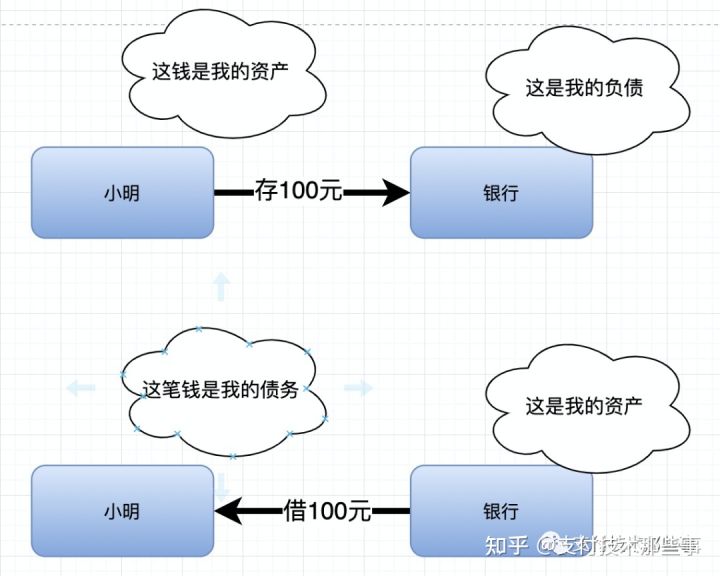 这钱是我的资产
这是我的负债
小明
存100元
银行
这笔钱是我的债务
这是我的资产
小明
借100元
银行
知乎 @支付技术那些事